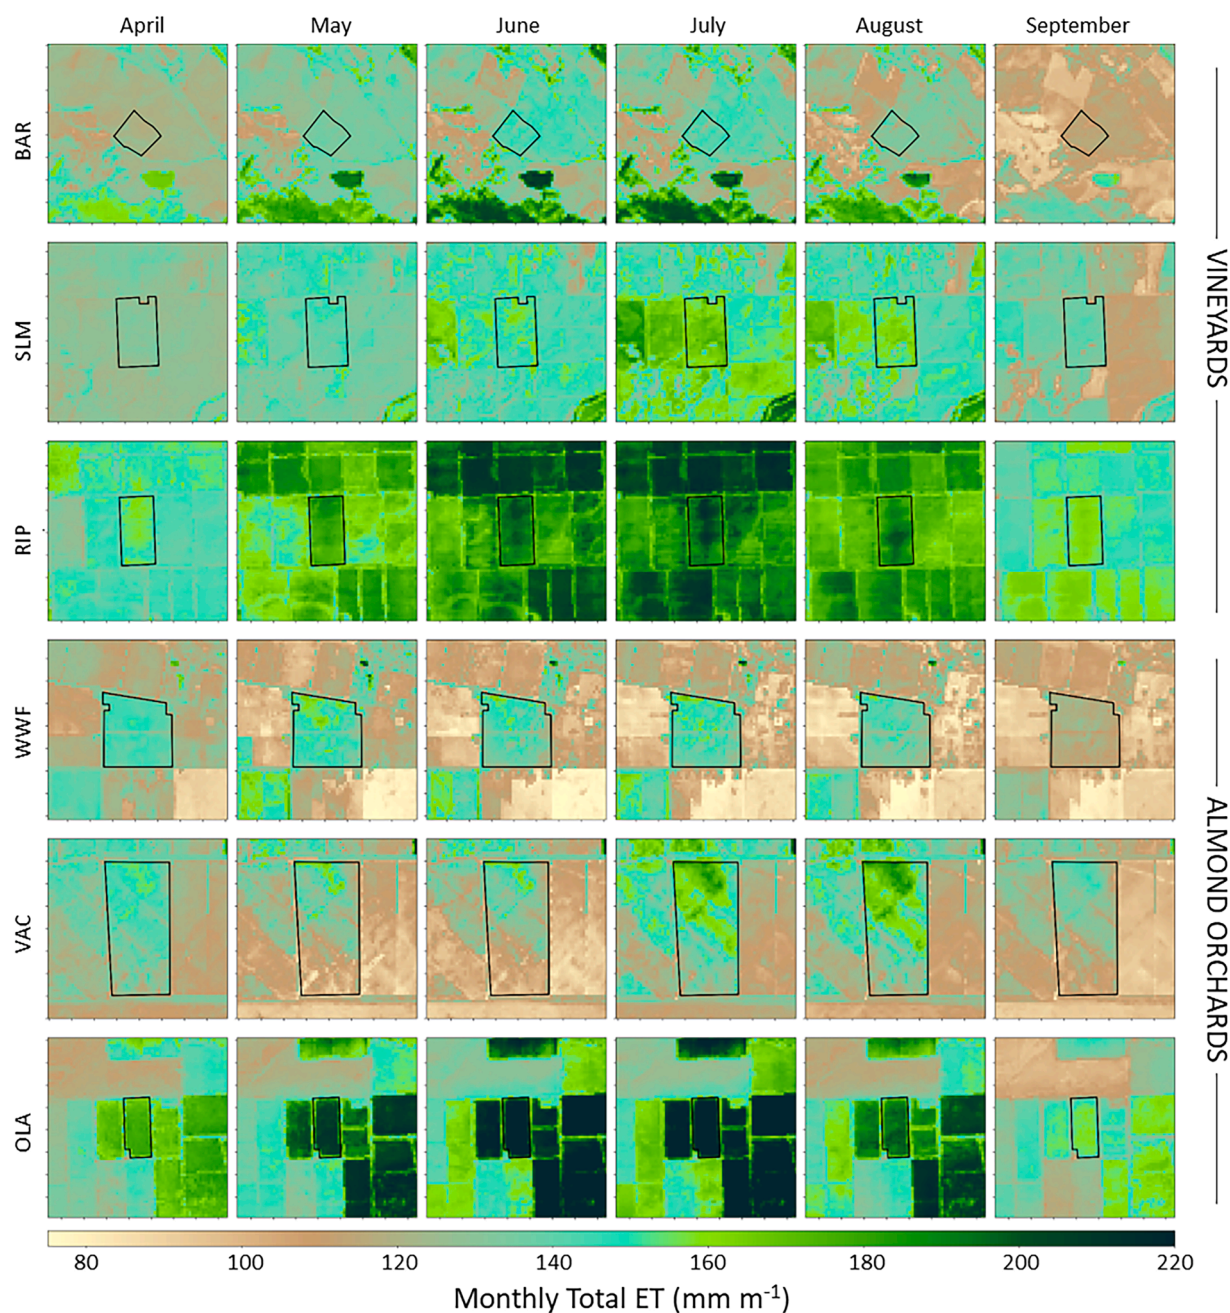 April May June July August September
BAR
SLM
RIP
WWF
VAC
OLA
VINEYARDS
ALMOND ORCHARDS
80 100 120 140 160 180 200 220
Monthly Total ET (mm m⁻¹)